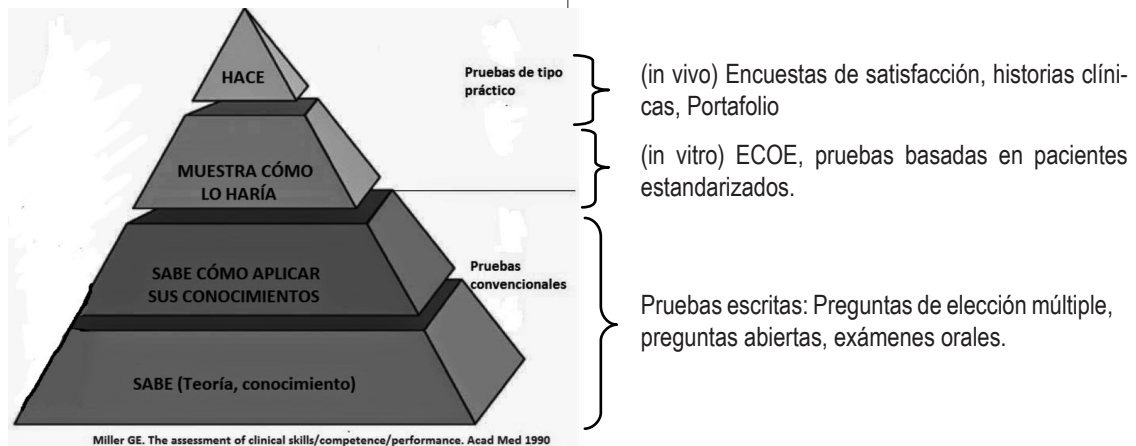 HACE
MUESTRA CÓMO
LO HARÍA
SABE CÓMO APLICAR
SUS CONOCIMIENTOS
SABE (Teoría, conocimiento)
Pruebas de tipo
práctico
Pruebas
convencionales
(in vivo) Encuestas de satisfacción, historias clíni-
cas, Portafolio
(in vitro) ECOE, pruebas basadas en pacientes
estandarizados.
Pruebas escritas: Preguntas de elección múltiple,
preguntas abiertas, exámenes orales.
Miller GE. The assessment of clinical skills/competence/performance. Acad Med 1990